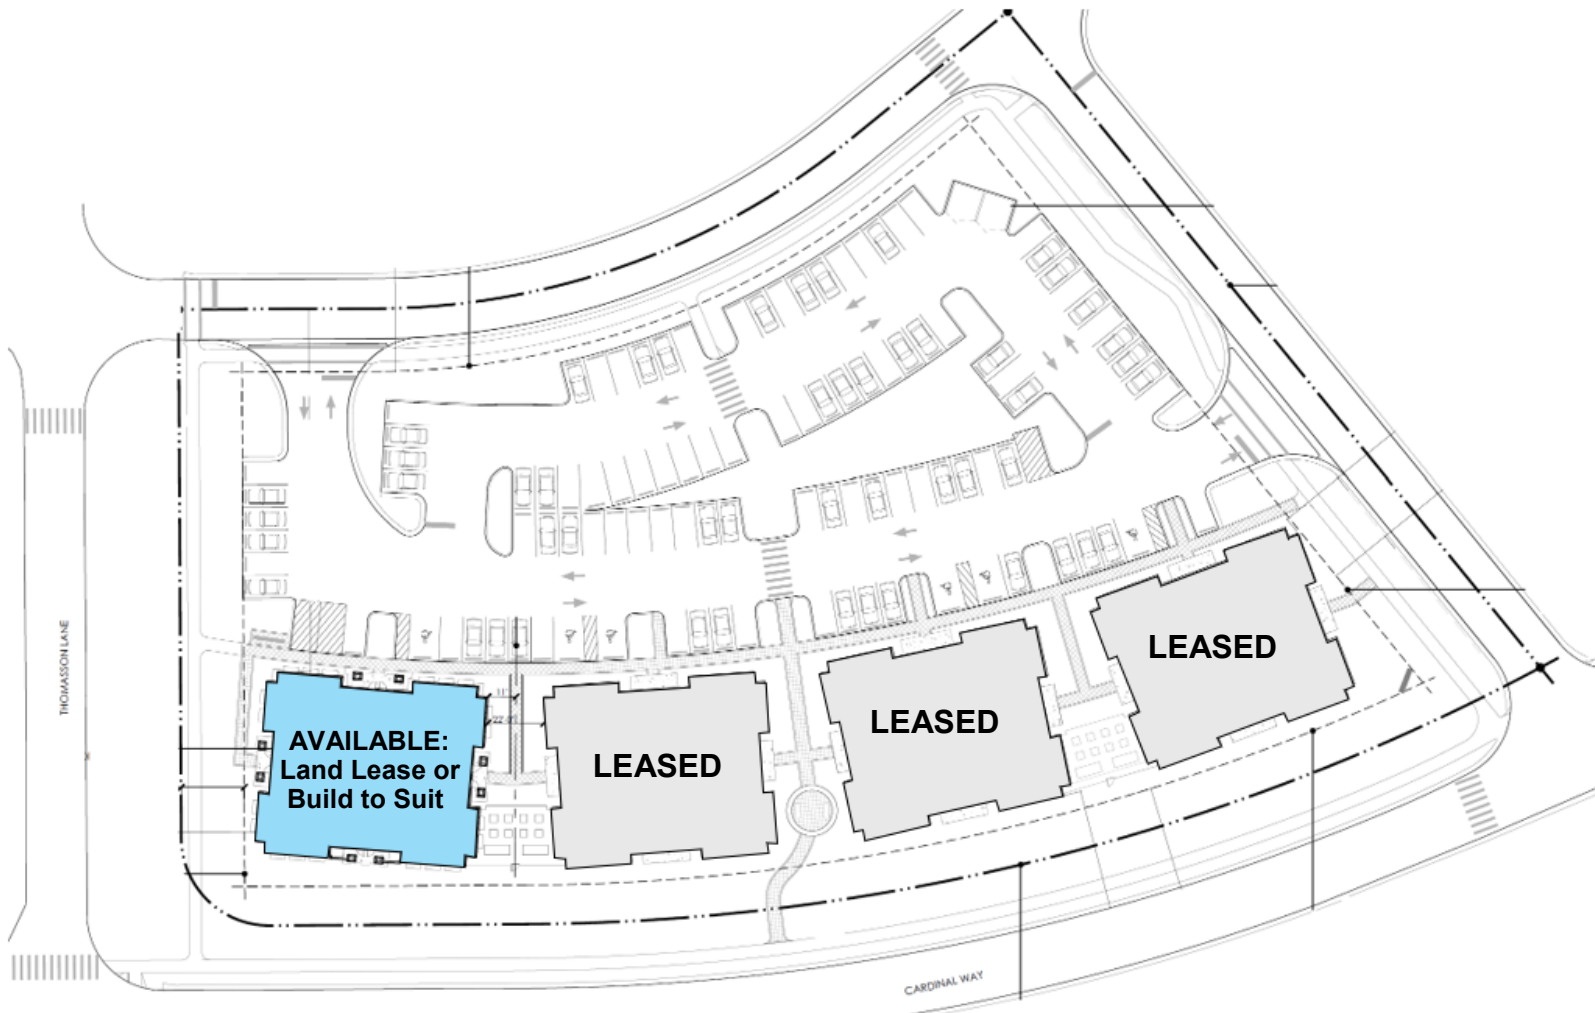 THOMASSON LANE
AVAILABLE:
Land Lease or
Build to Suit
LEASED
LEASED
LEASED
CARDINAL WAY